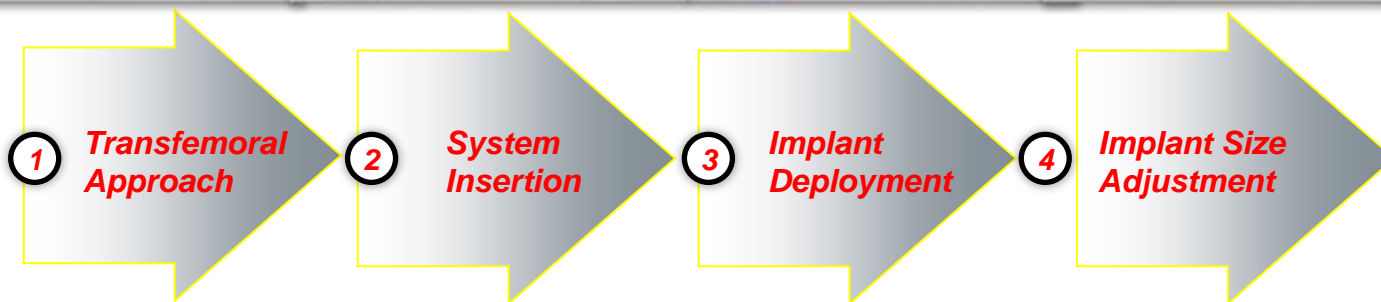 1
Transfemoral
Approach
2
System
Insertion
3
Implant
Deployment
4
Implant Size
Adjustment